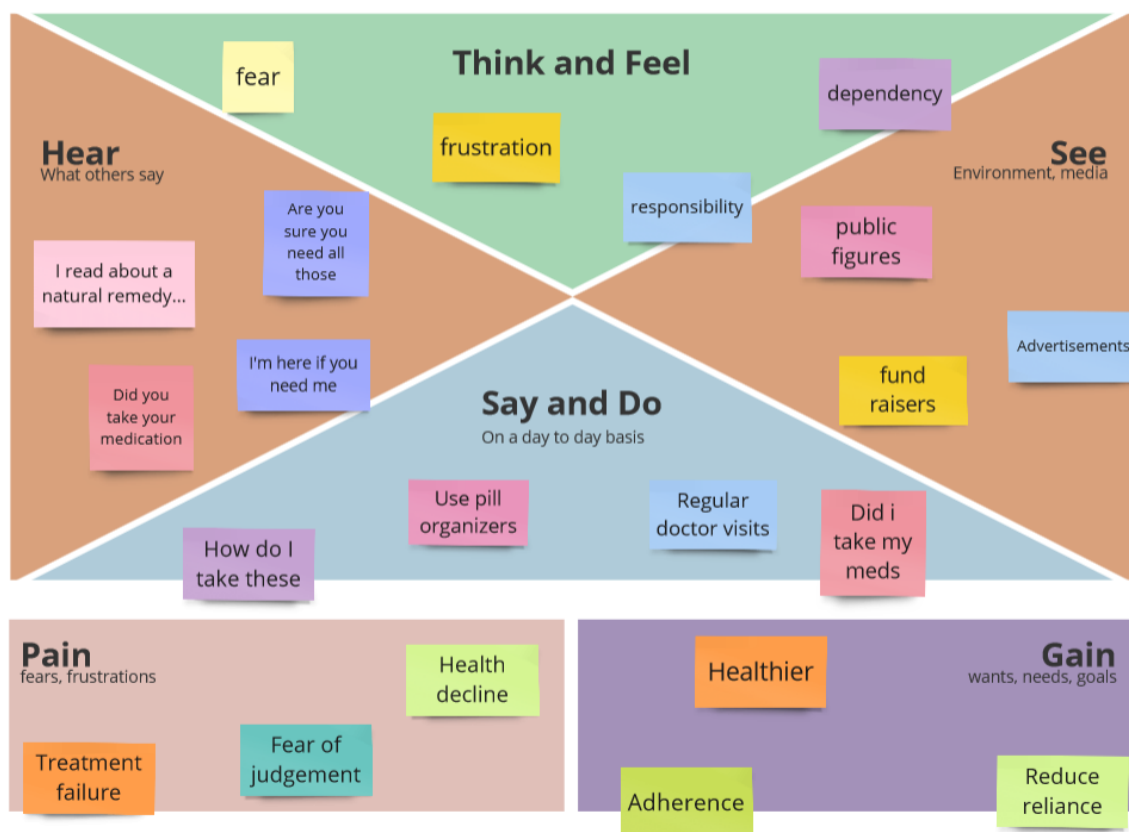 Think and Feel
fear
frustration
dependency
responsibility
Hear
What others say
Are you
sure you
need all
those
I read about a
natural remedy...
I'm here if you
need me
Did you
take your
medication
See
Environment, media
public
figures
Advertisements
fund
raisers
Say and Do
On a day to day basis
Use pill
organizers
Regular
doctor visits
Did i
take my
meds
How do I
take these
Pain
fears, frustrations
Health
decline
Fear of
judgement
Treatment
failure
Gain
wants, needs, goals
Healthier
Adherence
Reduce
reliance